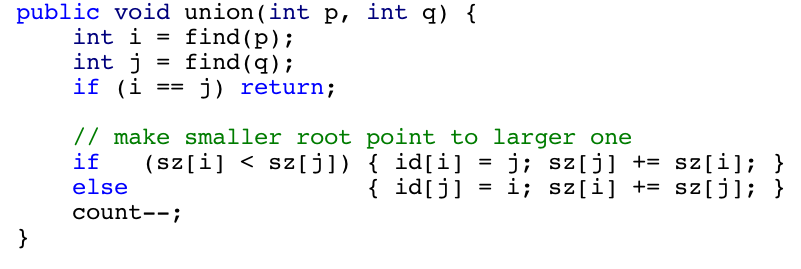 public void union(int p, int q) {
    int i = find(p);
    int j = find(q);
    if (i == j) return;

    // make smaller root point to larger one
    if   (sz[i] < sz[j]) { id[i] = j; sz[j] += sz[i]; }
    else                 { id[j] = i; sz[i] += sz[j]; }
    count--;
}